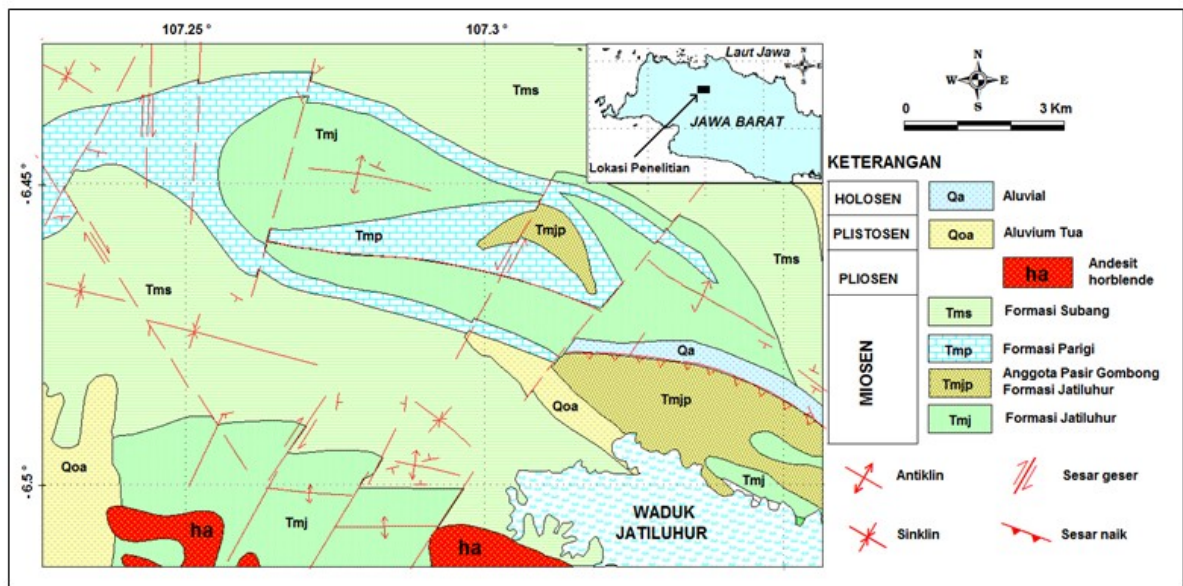 107.25 °
107.3 °
-6.45
-6.5
Tms
Tmj
Tmp
Tmjp
Tms
Tms
Qa
Tmjp
Qoa
Qoa
Tmj
Tmj
ha
ha
WADUK
JATILUHUR
Laut Jawa
N
W E
S
JAWA BARAT
Lokasi Penelitian
N
W E
S
0 3 Km
KETERANGAN
HOLOSEN
Qa Aluvial
PLISTOSEN
Qoa Aluvium Tua
PLIOSEN
ha Andesit
horblende
MIOSEN
Tms Formasi Subang
Tmp Formasi Parigi
Tmjp Anggota Pasir Gombong
Formasi Jatiluhur
Tmj Formasi Jatiluhur
Antiklin
Sesar geser
Sinklin
Sesar naik